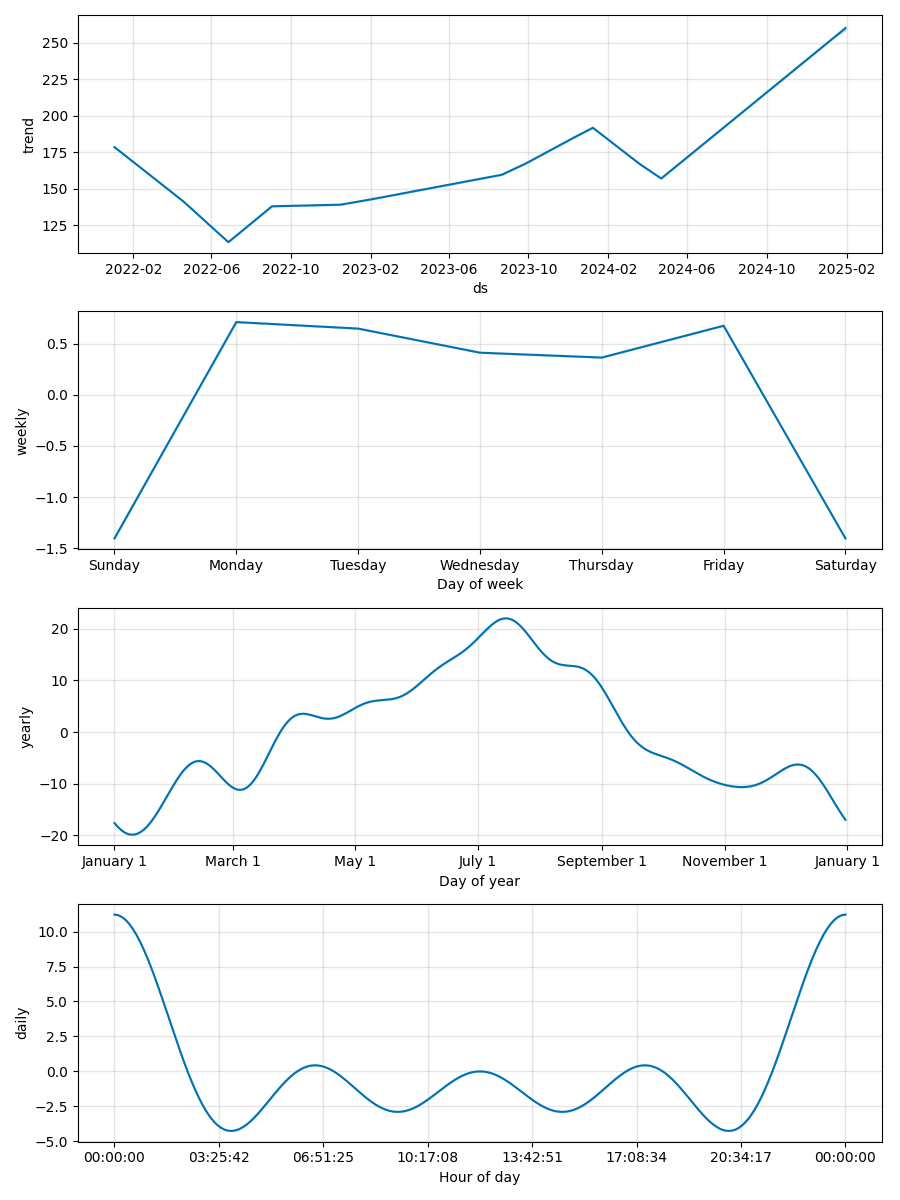 250
225
200
175
150
125
trend
2022-02 2022-06 2022-10 2023-02 2023-06 2023-10 2024-02 2024-06 2024-10 2025-02
ds
0.5
0.0
−0.5
−1.0
−1.5
weekly
Sunday Monday Tuesday Wednesday Thursday Friday Saturday
Day of week
20
10
0
−10
−20
yearly
January 1 March 1 May 1 July 1 September 1 November 1 January 1
Day of year
10.0
7.5
5.0
2.5
0.0
−2.5
−5.0
daily
00:00:00 03:25:42 06:51:25 10:17:08 13:42:51 17:08:34 20:34:17 00:00:00
Hour of day